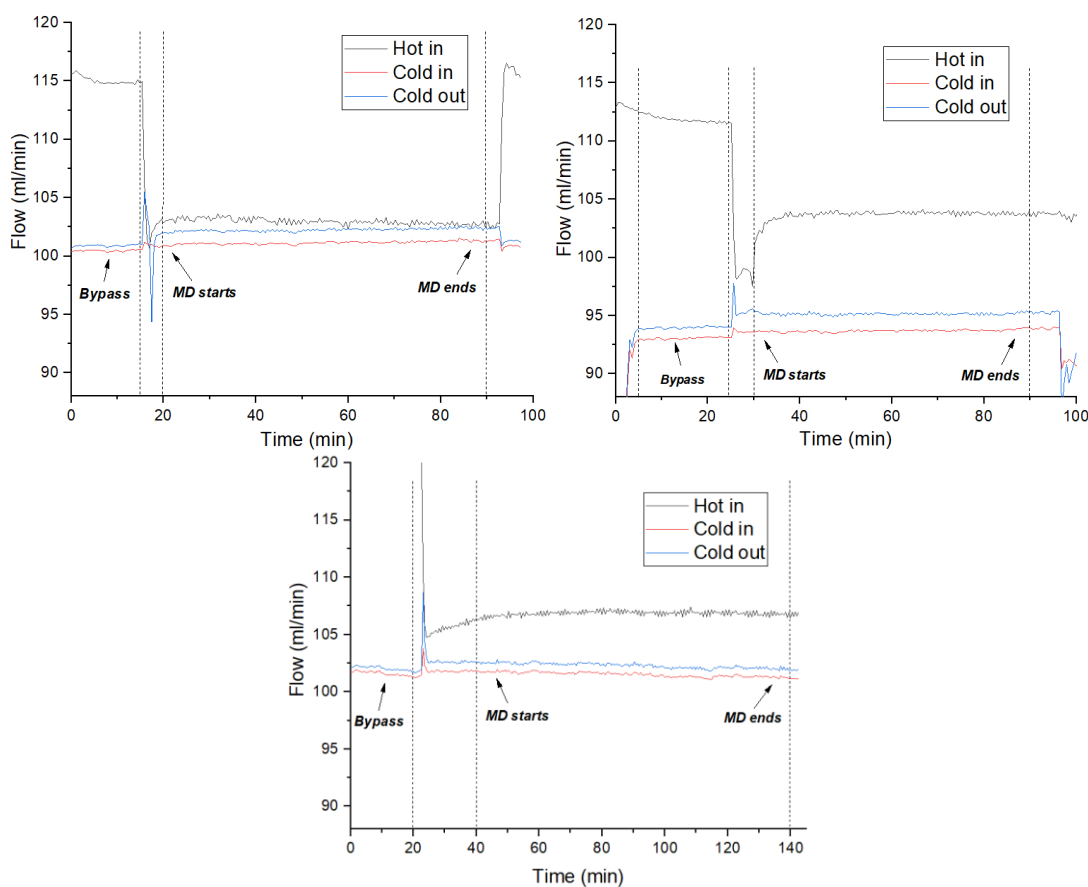 120
115
110
105
100
95
90
Flow (ml/min)
Hot in
Cold in
Cold out
Bypass
MD starts
MD ends
0
20
40
60
80
100
Time (min)
120
115
110
105
100
95
90
Flow (ml/min)
Hot in
Cold in
Cold out
Bypass
MD starts
MD ends
0
20
40
60
80
100
Time (min)
120
115
110
105
100
95
90
Flow (ml/min)
Hot in
Cold in
Cold out
Bypass
MD starts
MD ends
0
20
40
60
80
100
120
140
Time (min)